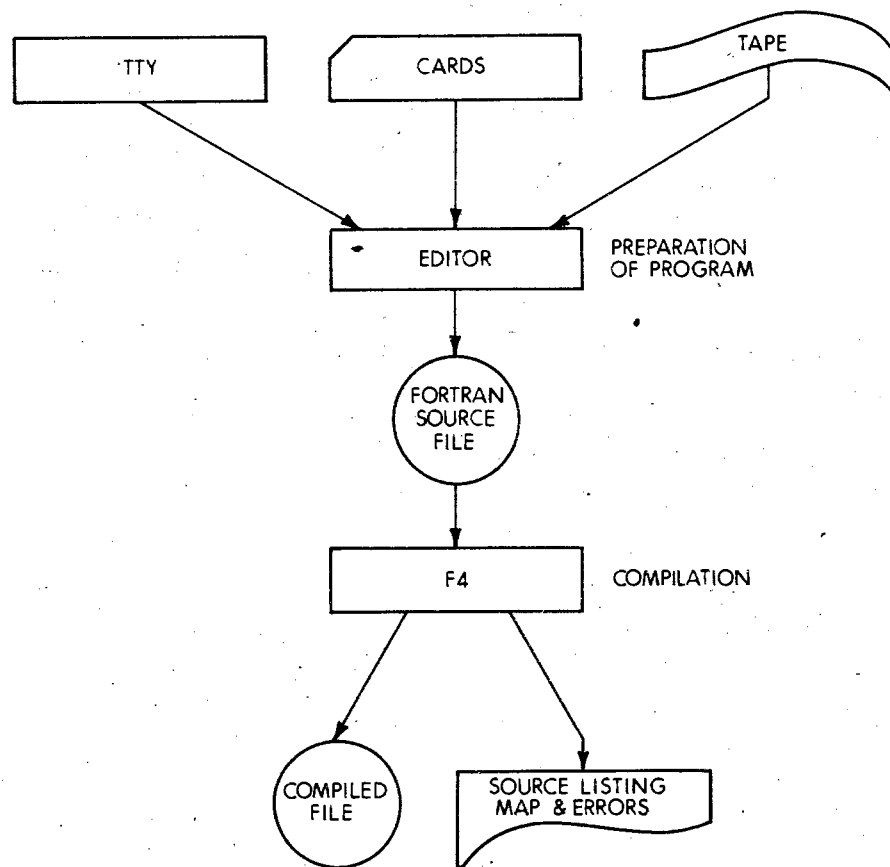 TTY
CARDS
TAPE
EDITOR
PREPARATION
OF PROGRAM
FORTRAN
SOURCE
FILE
F4
COMPILATION
COMPILED
FILE
SOURCE LISTING
MAP & ERRORS